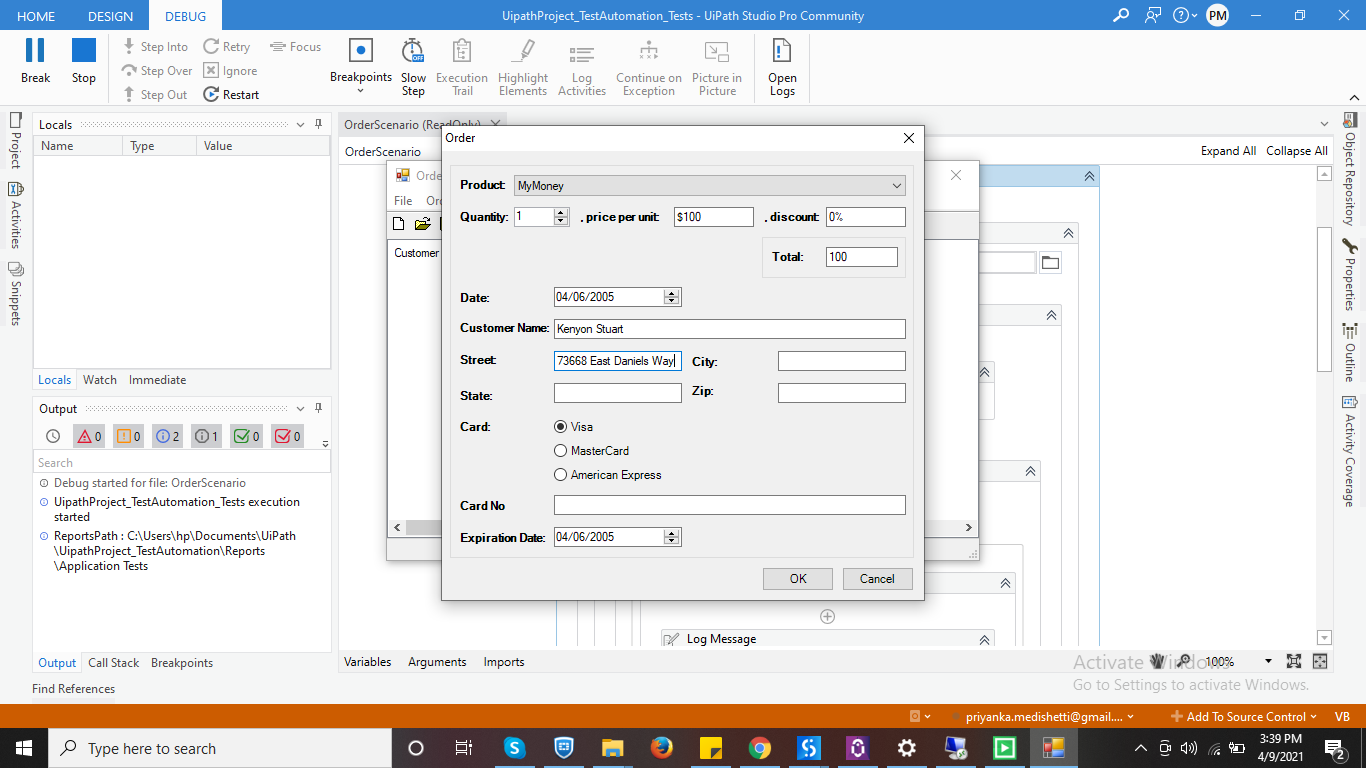 HOME DESIGN DEBUG UipathProject_TestAutomation_Tests - UiPath Studio Pro Community PM
Break Stop Step Into Retry Focus Breakpoints Slow Step Execution Trail Highlight Elements Log Activities Continue on Exception Picture in Picture Open Logs
Step Over Ignore
Step Out Restart
Project
Activities
Snippets
Locals
Name Type Value
Locals Watch Immediate
Output
0 0 2 1 0 0
Search
Debug started for file: OrderScenario
UipathProject_TestAutomation_Tests execution
started
ReportsPath : C:\Users\hp\Documents\UiPath
\UipathProject_TestAutomation\Reports
\Application Tests
Output Call Stack Breakpoints
Find References
OrderScenario (ReadOnly)
OrderScenario Expand All Collapse All
File
Customer
Order
Product: MyMoney
Quantity: 1 . price per unit: $100 . discount: 0%
Total: 100
Date: 04/06/2005
Customer Name: Kenyon Stuart
Street: 73668 East Daniels Way City:
State: Zip:
Card: Visa
MasterCard
American Express
Card No
Expiration Date: 04/06/2005
OK Cancel
Log Message
Variables Arguments Imports 100%
Activate Windows
Go to Settings to activate Windows.
Object Repository
Properties
Outline
Activity Coverage
priyanka.medishetti@gmail.... Add To Source Control VB
Type here to search
3:39 PM
4/9/2021
2